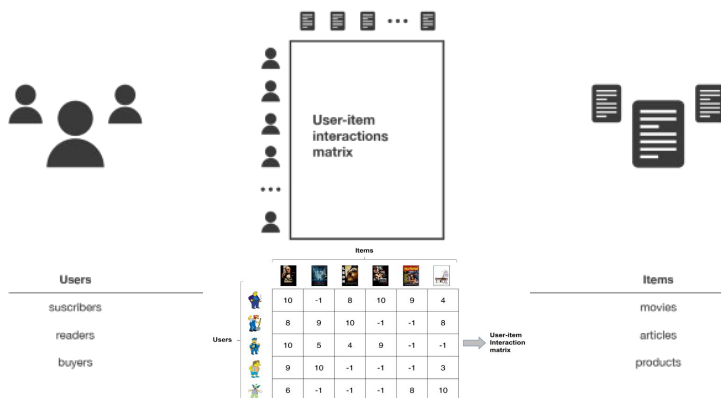 User-item
interactions
matrix
Users
suscribers
readers
buyers
Items
Users
10 -1 8 10 9 4
8 9 10 -1 -1 8
10 5 4 9 -1 -1
9 10 -1 -1 -1 3
6 -1 -1 -1 8 10
User-item
Interaction
matrix
Items
movies
articles
products